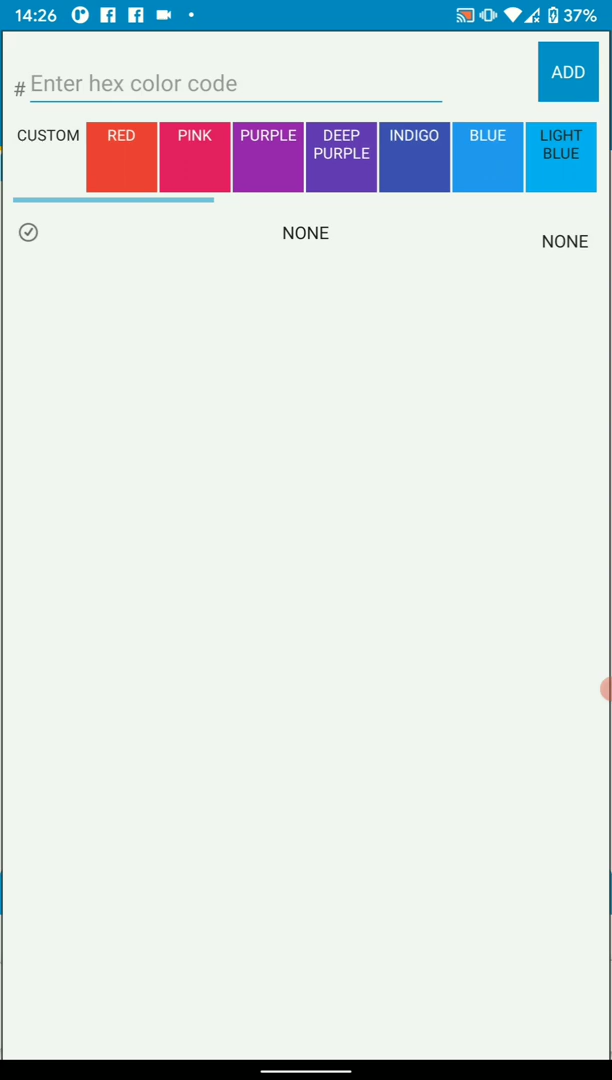 14:26
37%
# Enter hex color code
ADD
CUSTOM
RED
PINK
PURPLE
DEEP
PURPLE
INDIGO
BLUE
LIGHT
BLUE
NONE
NONE